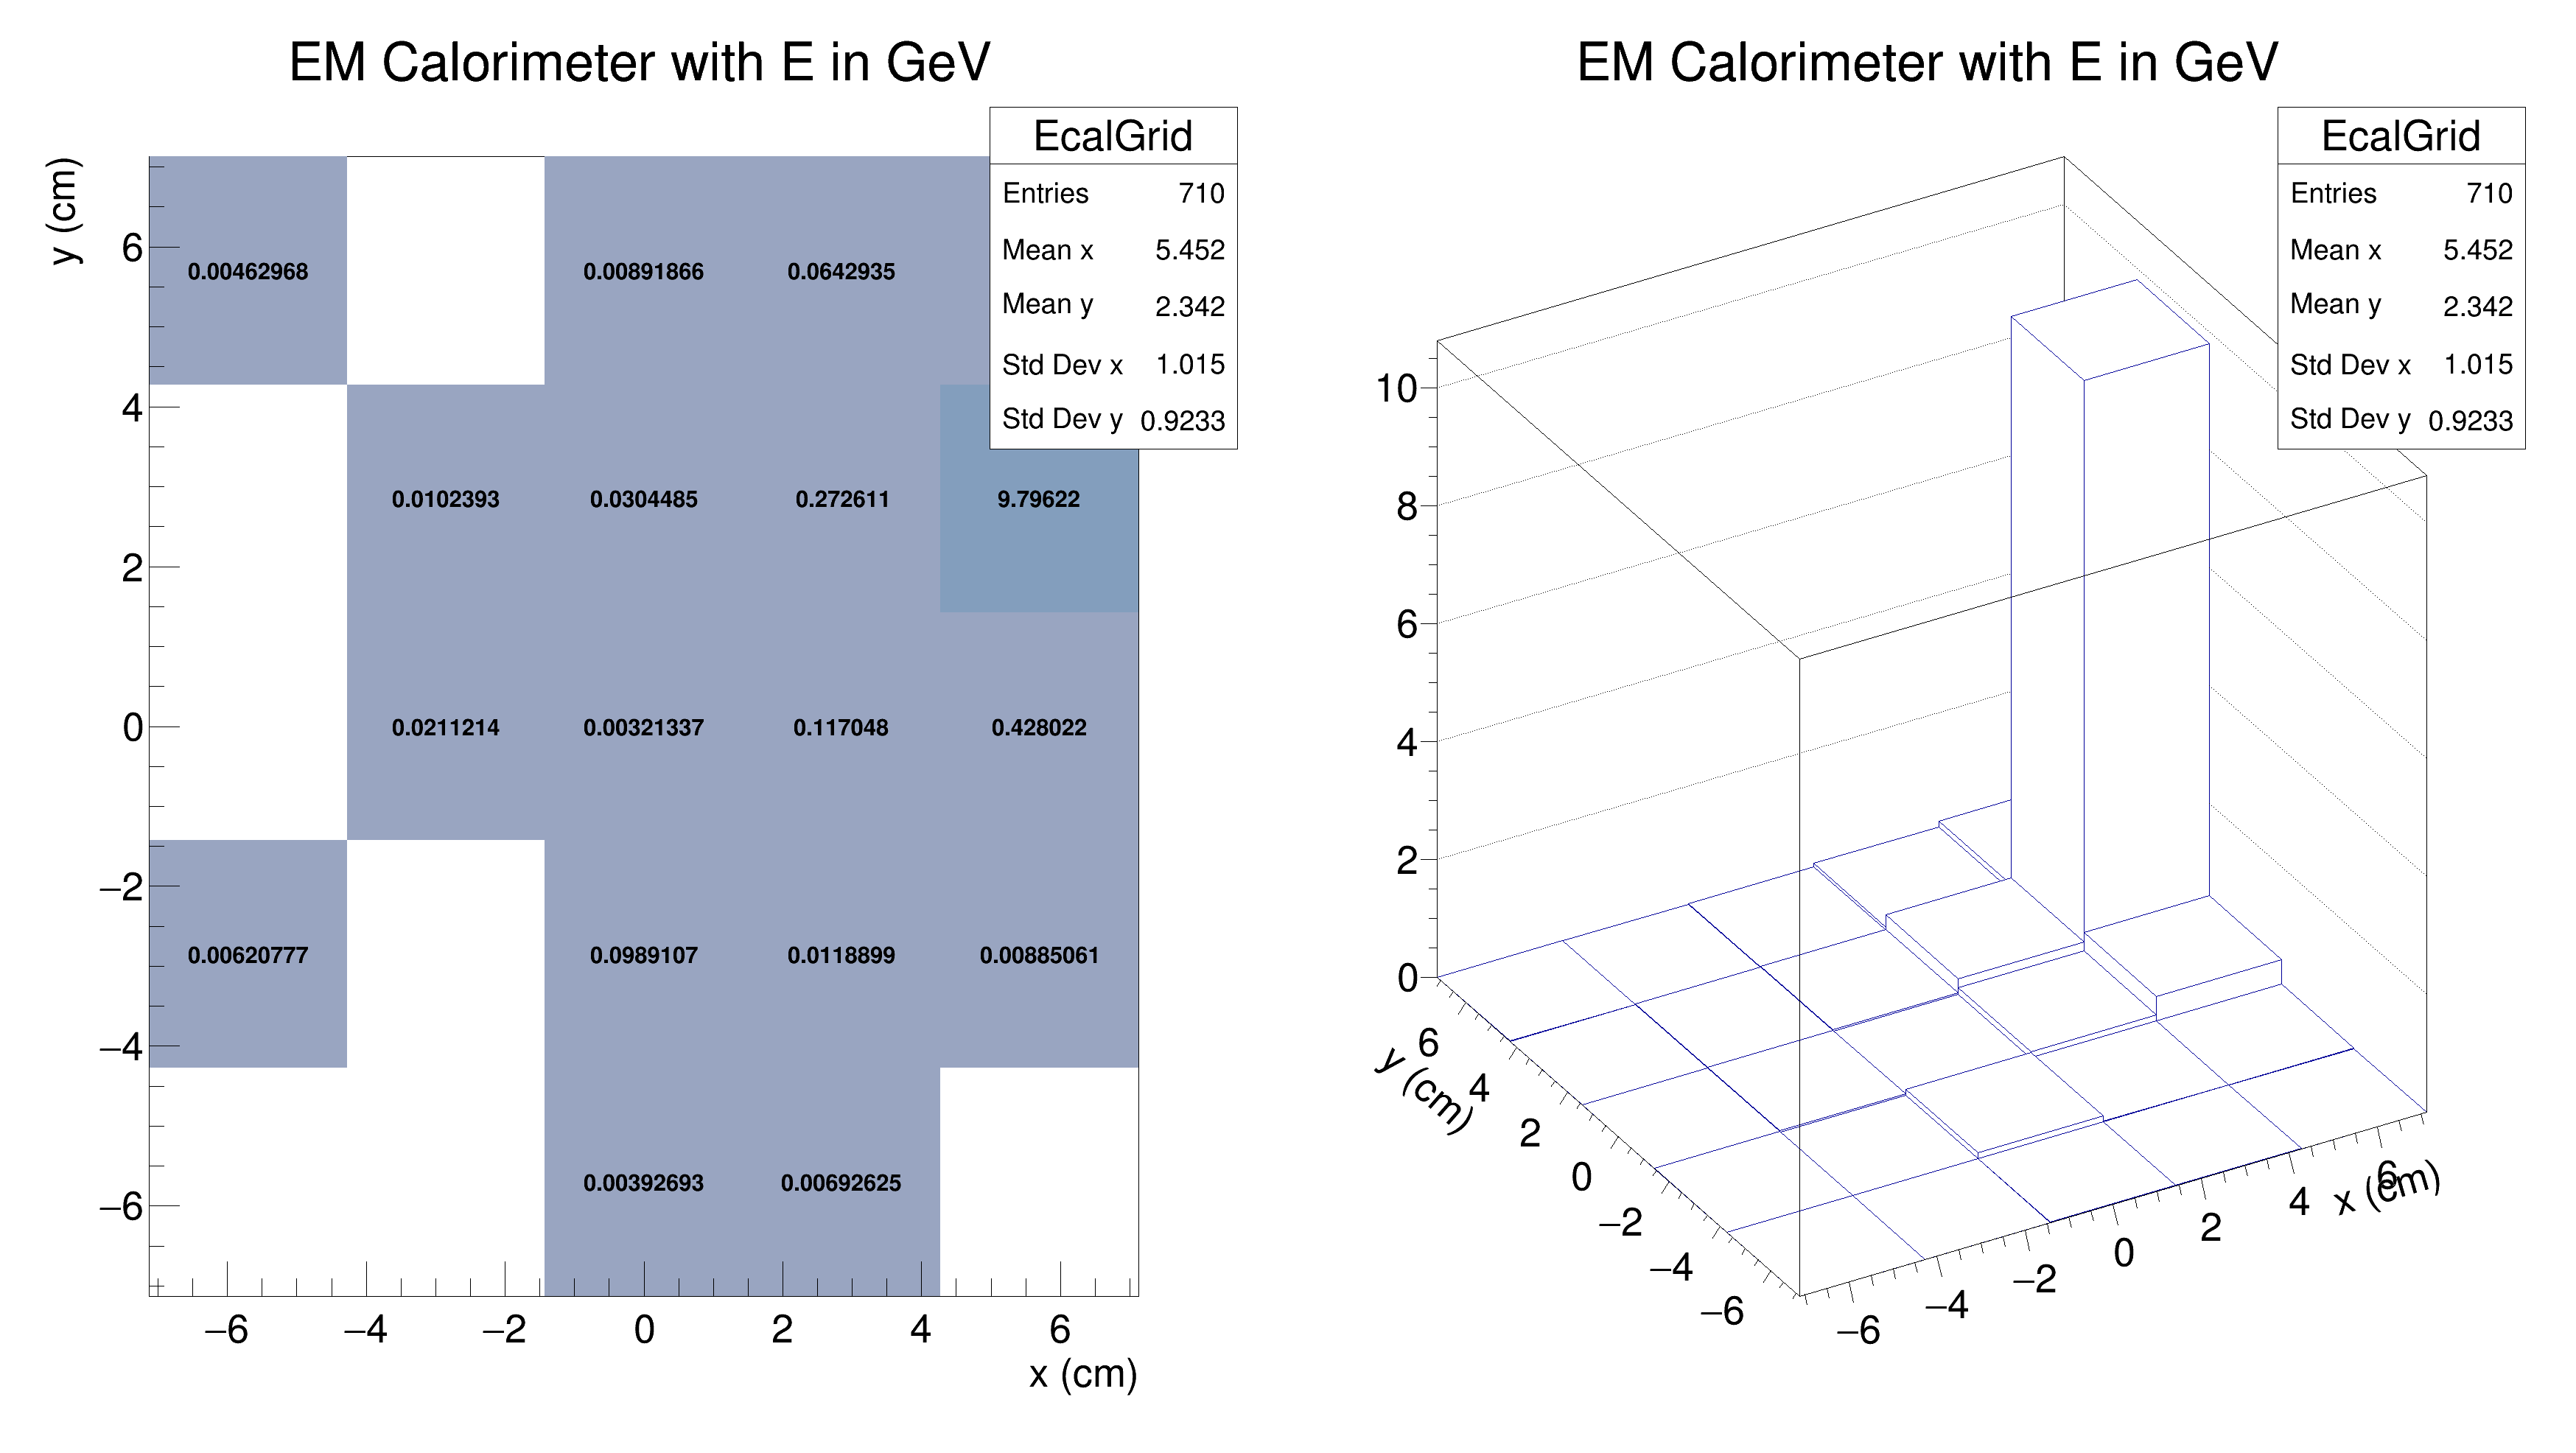 EM Calorimeter with E in GeV
y (cm)
EcalGrid
Entries 710
Mean x 5.452
Mean y 2.342
Std Dev x 1.015
Std Dev y 0.9233
6
4
2
0
−2
−4
−6
0.00462968 0.00891866 0.0642935
0.0102393 0.0304485 0.272611 9.79622
0.0211214 0.00321337 0.117048 0.428022
0.00620777 0.0989107 0.0118899 0.00885061
0.00392693 0.00692625
−6 −4 −2 0 2 4 6
x (cm)
EM Calorimeter with E in GeV
EcalGrid
Entries 710
Mean x 5.452
Mean y 2.342
Std Dev x 1.015
Std Dev y 0.9233
10
8
6
4
2
0
6
4
2
0
−2
−4
−6
y (cm)
−6
−4
−2
0
2
4
6
x (cm)